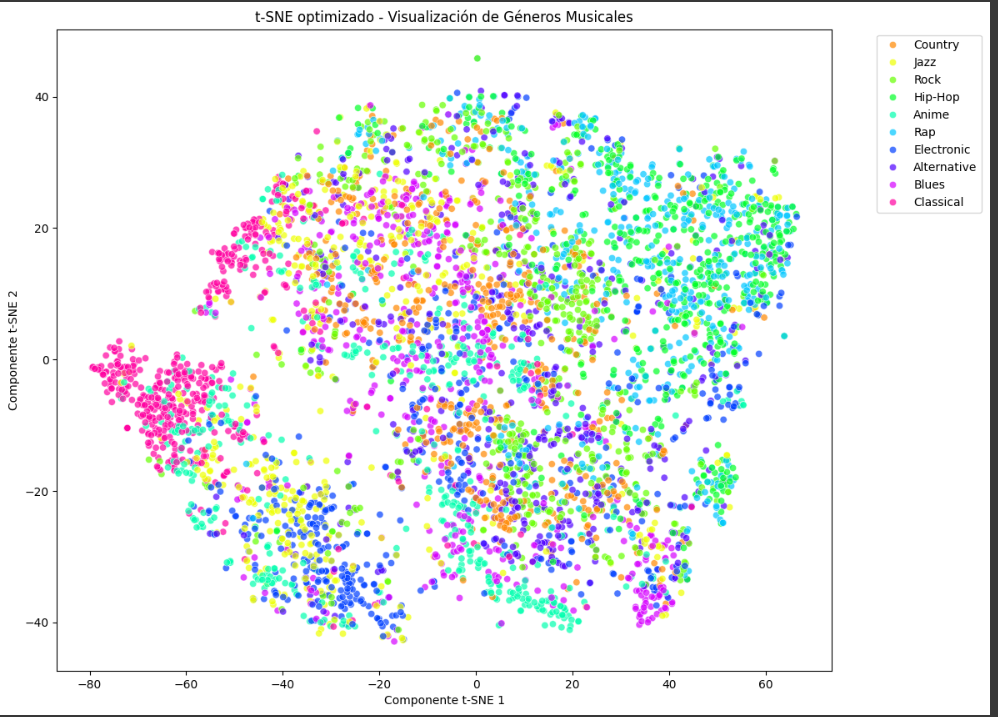 t-SNE optimizado - Visualización de Géneros Musicales
Country
Jazz
Rock
Hip-Hop
Anime
Rap
Electronic
Alternative
Blues
Classical
Componente t-SNE 2
40
20
0
−20
−40
−80
−60
−40
−20
0
20
40
60
Componente t-SNE 1